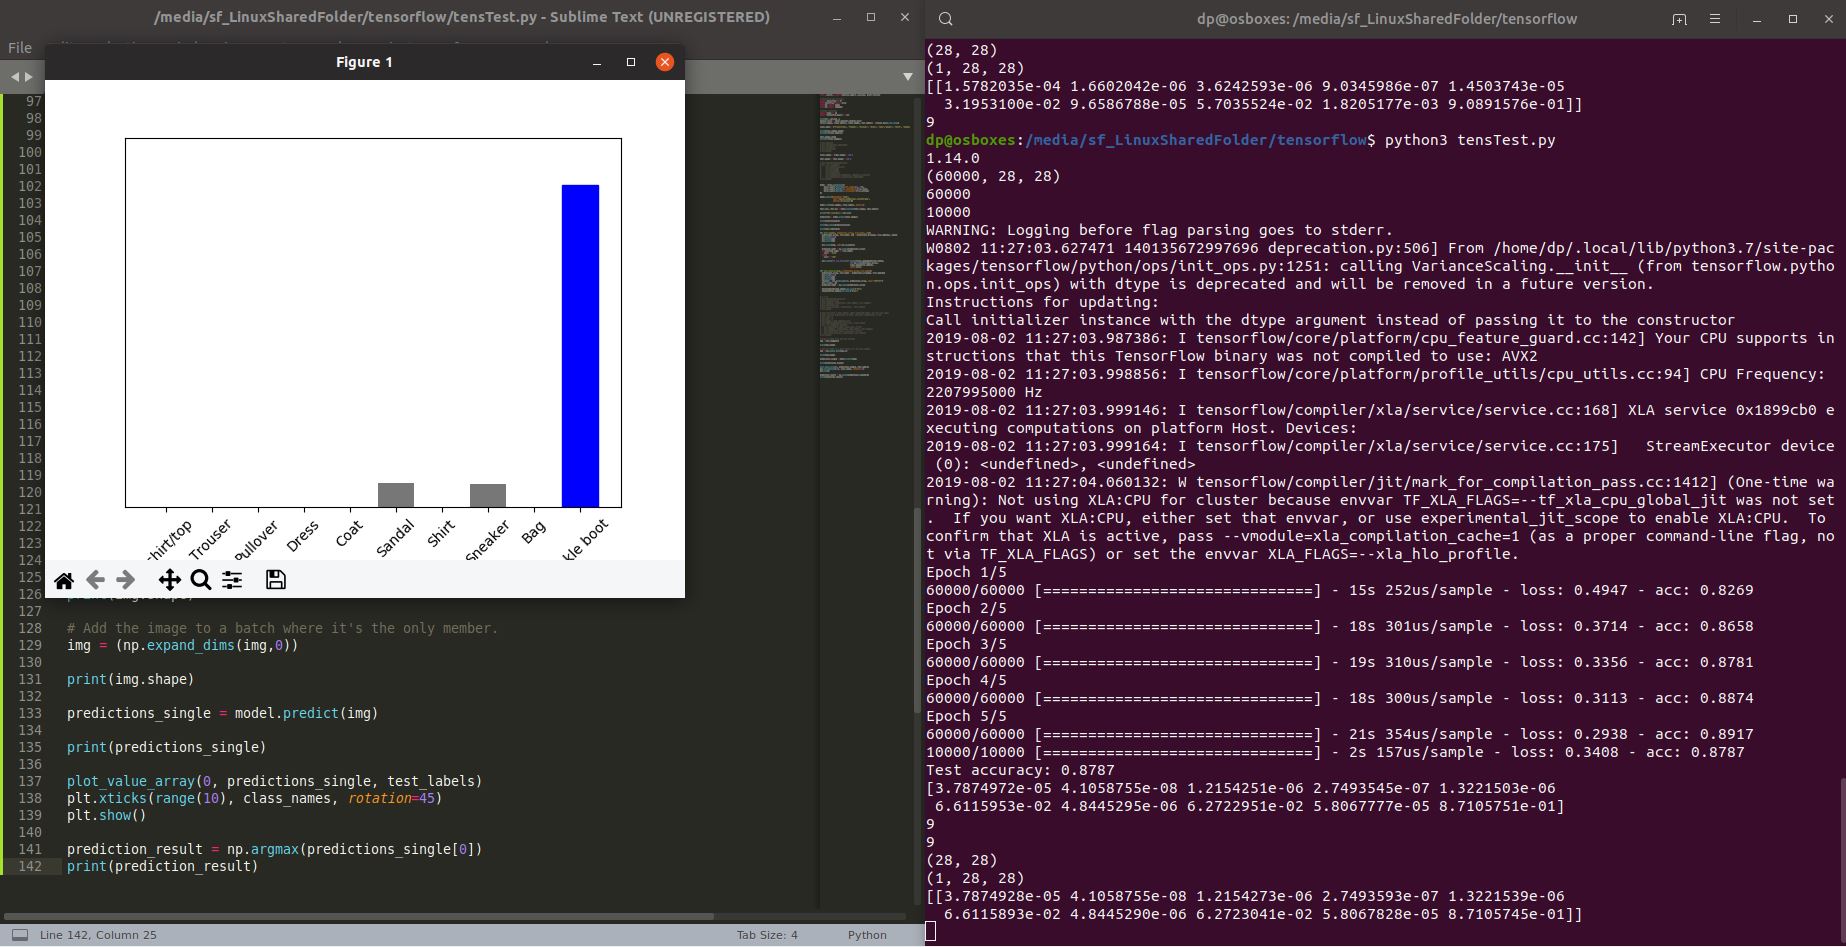 /media/sf_LinuxSharedFolder/tensorflow/tensTest.py - Sublime Text (UNREGISTERED)
File
Figure 1
Trouser
Dress
Coat
Sandal
Shirt
Bag
97
98
99
100
101
102
103
104
105
106
107
108
109
110
111
112
113
114
115
116
117
118
119
120
121
122
123
124
125
126
127
128 # Add the image to a batch where it's the only member.
129 img = (np.expand_dims(img,0))
130
131 print(img.shape)
132
133 predictions_single = model.predict(img)
134
135 print(predictions_single)
136
137 plot_value_array(0, predictions_single, test_labels)
138 plt.xticks(range(10), class_names, rotation=45)
139 plt.show()
140
141 prediction_result = np.argmax(predictions_single[0])
142 print(prediction_result)
Line 142, Column 25
Tab Size: 4
Python
dp@osboxes: /media/sf_LinuxSharedFolder/tensorflow
(28, 28)
(1, 28, 28)
[[1.5782035e-04 1.6602042e-06 3.6242593e-06 9.0345986e-07 1.4503743e-05
3.1953100e-02 9.6586788e-05 5.7035524e-02 1.8205177e-03 9.0891576e-01]]
9
dp@osboxes:/media/sf_LinuxSharedFolder/tensorflow$ python3 tensTest.py
1.14.0
(60000, 28, 28)
60000
10000
WARNING: Logging before flag parsing goes to stderr.
W0802 11:27:03.627471 140135672997696 deprecation.py:506] From /home/dp/.local/lib/python3.7/site-pac
kages/tensorflow/python/ops/init_ops.py:1251: calling VarianceScaling.__init__ (from tensorflow.pytho
n.ops.init_ops) with dtype is deprecated and will be removed in a future version.
Instructions for updating:
Call initializer instance with the dtype argument instead of passing it to the constructor
2019-08-02 11:27:03.987386: I tensorflow/core/platform/cpu_feature_guard.cc:142] Your CPU supports in
structions that this TensorFlow binary was not compiled to use: AVX2
2019-08-02 11:27:03.998856: I tensorflow/core/platform/profile_utils/cpu_utils.cc:94] CPU Frequency:
2207995000 Hz
2019-08-02 11:27:03.999146: I tensorflow/compiler/xla/service/service.cc:168] XLA service 0x1899cb0 e
xecuting computations on platform Host. Devices:
2019-08-02 11:27:03.999164: I tensorflow/compiler/xla/service/service.cc:175]   StreamExecutor device
(0): <undefined>, <undefined>
2019-08-02 11:27:04.060132: W tensorflow/compiler/jit/mark_for_compilation_pass.cc:1412] (One-time wa
rning): Not using XLA:CPU for cluster because envvar TF_XLA_FLAGS=--tf_xla_cpu_global_jit was not set
.  If you want XLA:CPU, either set that envvar, or use experimental_jit_scope to enable XLA:CPU.  To
confirm that XLA is active, pass --vmodule=xla_compilation_cache=1 (as a proper command-line flag, no
t via TF_XLA_FLAGS) or set the envvar XLA_FLAGS=--xla_hlo_profile.
Epoch 1/5
60000/60000 [==============================] - 15s 252us/sample - loss: 0.4947 - acc: 0.8269
Epoch 2/5
60000/60000 [==============================] - 18s 301us/sample - loss: 0.3714 - acc: 0.8658
Epoch 3/5
60000/60000 [==============================] - 19s 310us/sample - loss: 0.3356 - acc: 0.8781
Epoch 4/5
60000/60000 [==============================] - 18s 300us/sample - loss: 0.3113 - acc: 0.8874
Epoch 5/5
60000/60000 [==============================] - 21s 354us/sample - loss: 0.2938 - acc: 0.8917
10000/10000 [==============================] - 2s 157us/sample - loss: 0.3408 - acc: 0.8787
Test accuracy: 0.8787
[3.7874972e-05 4.1058755e-08 1.2154251e-06 2.7493545e-07 1.3221503e-06
6.6115953e-02 4.8445295e-06 6.2722951e-02 5.8067777e-05 8.7105751e-01]
9
9
(28, 28)
(1, 28, 28)
[[3.7874928e-05 4.1058755e-08 1.2154273e-06 2.7493593e-07 1.3221539e-06
6.6115893e-02 4.8445290e-06 6.2723041e-02 5.8067828e-05 8.7105745e-01]]